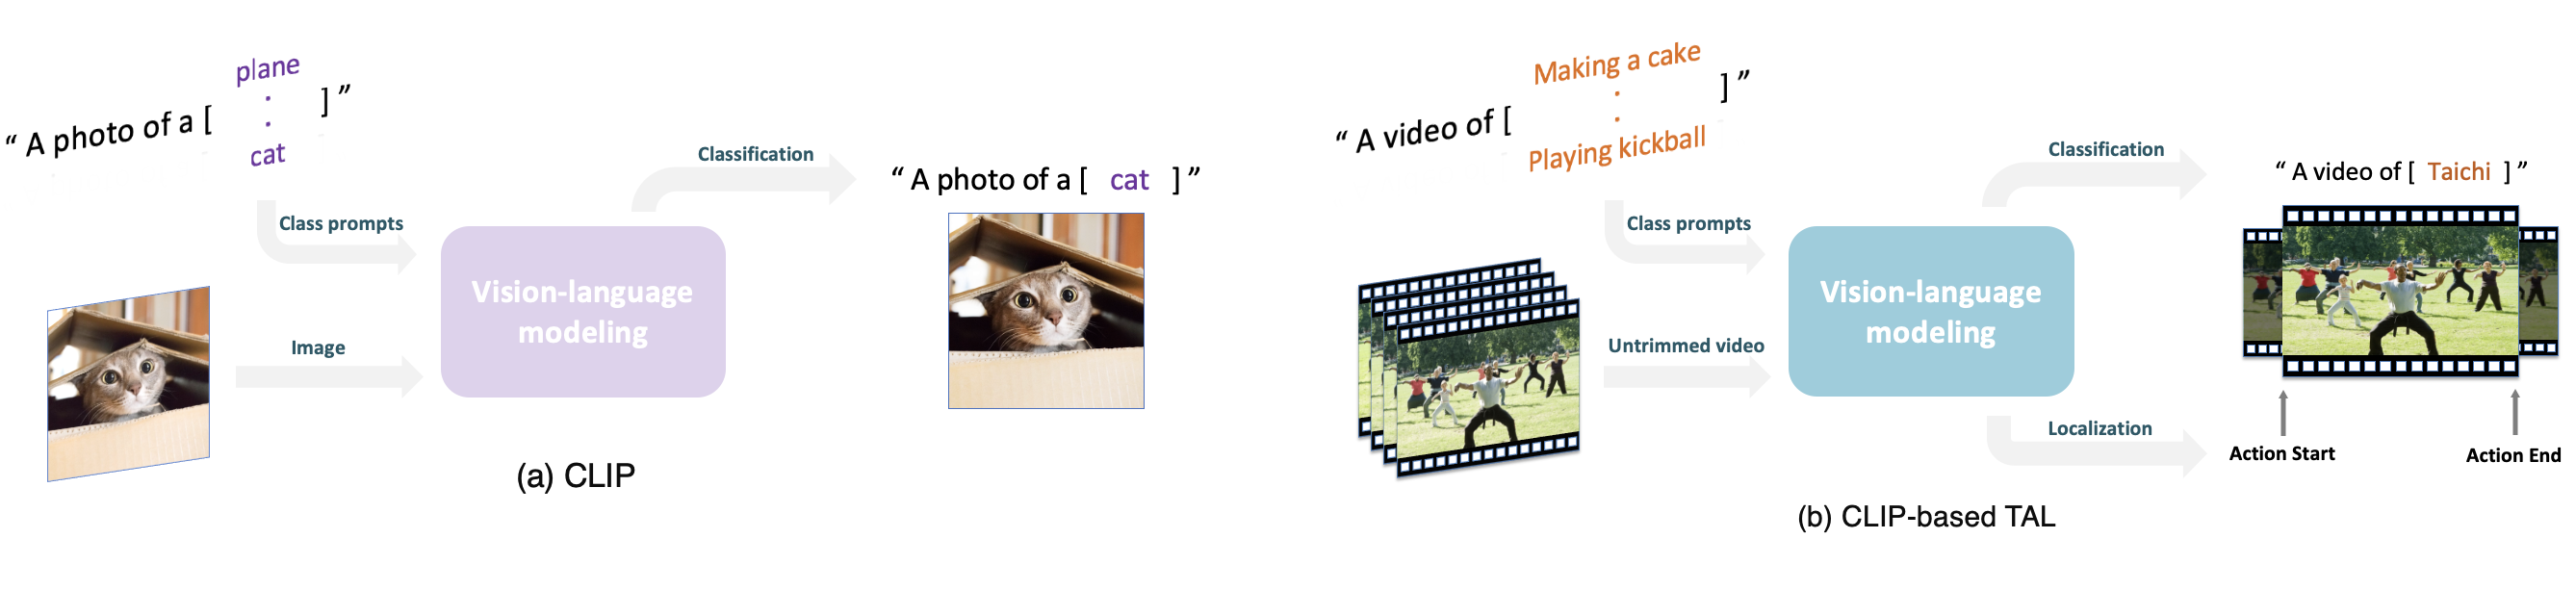 “ A photo of a [ plane
.
.
cat ] ”
Class prompts
Image
Vision-language
modeling
Classification
“ A photo of a [ cat ] ”
(a) CLIP
“ A video of [ Making a cake
.
.
Playing kickball ] ”
Class prompts
Untrimmed video
Vision-language
modeling
Classification
Localization
“ A video of [ Taichi ] ”
Action Start
Action End
(b) CLIP-based TAL